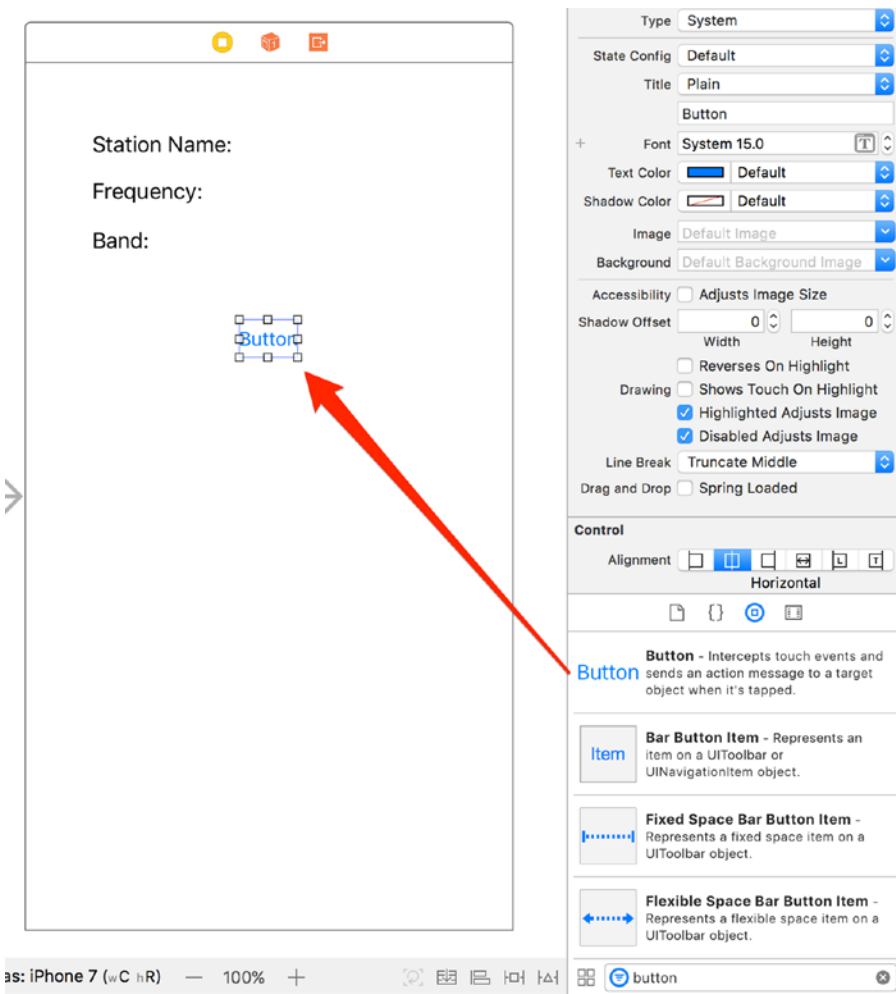 Station Name:
Frequency:
Band:
Button
as: iPhone 7 (wC hR) — 100% +
Type System
State Config Default
Title Plain
Button
+ Font System 15.0 T
Text Color Default
Shadow Color Default
Image Default Image
Background Default Background Image
Accessibility Adjusts Image Size
Shadow Offset 0 0
Width Height
Reverses On Highlight
Drawing Shows Touch On Highlight
Highlighted Adjusts Image
Disabled Adjusts Image
Line Break Truncate Middle
Drag and Drop Spring Loaded
Control
Alignment L T
Horizontal
{}
Button
Button - Intercepts touch events and
sends an action message to a target
object when it's tapped.
Item
Bar Button Item - Represents an
item on a UIToolbar or
UINavigationItem object.
Fixed Space Bar Button Item -
Represents a fixed space item on a
UIToolbar object.
Flexible Space Bar Button Item -
Represents a flexible space item on a
UIToolbar object.
button